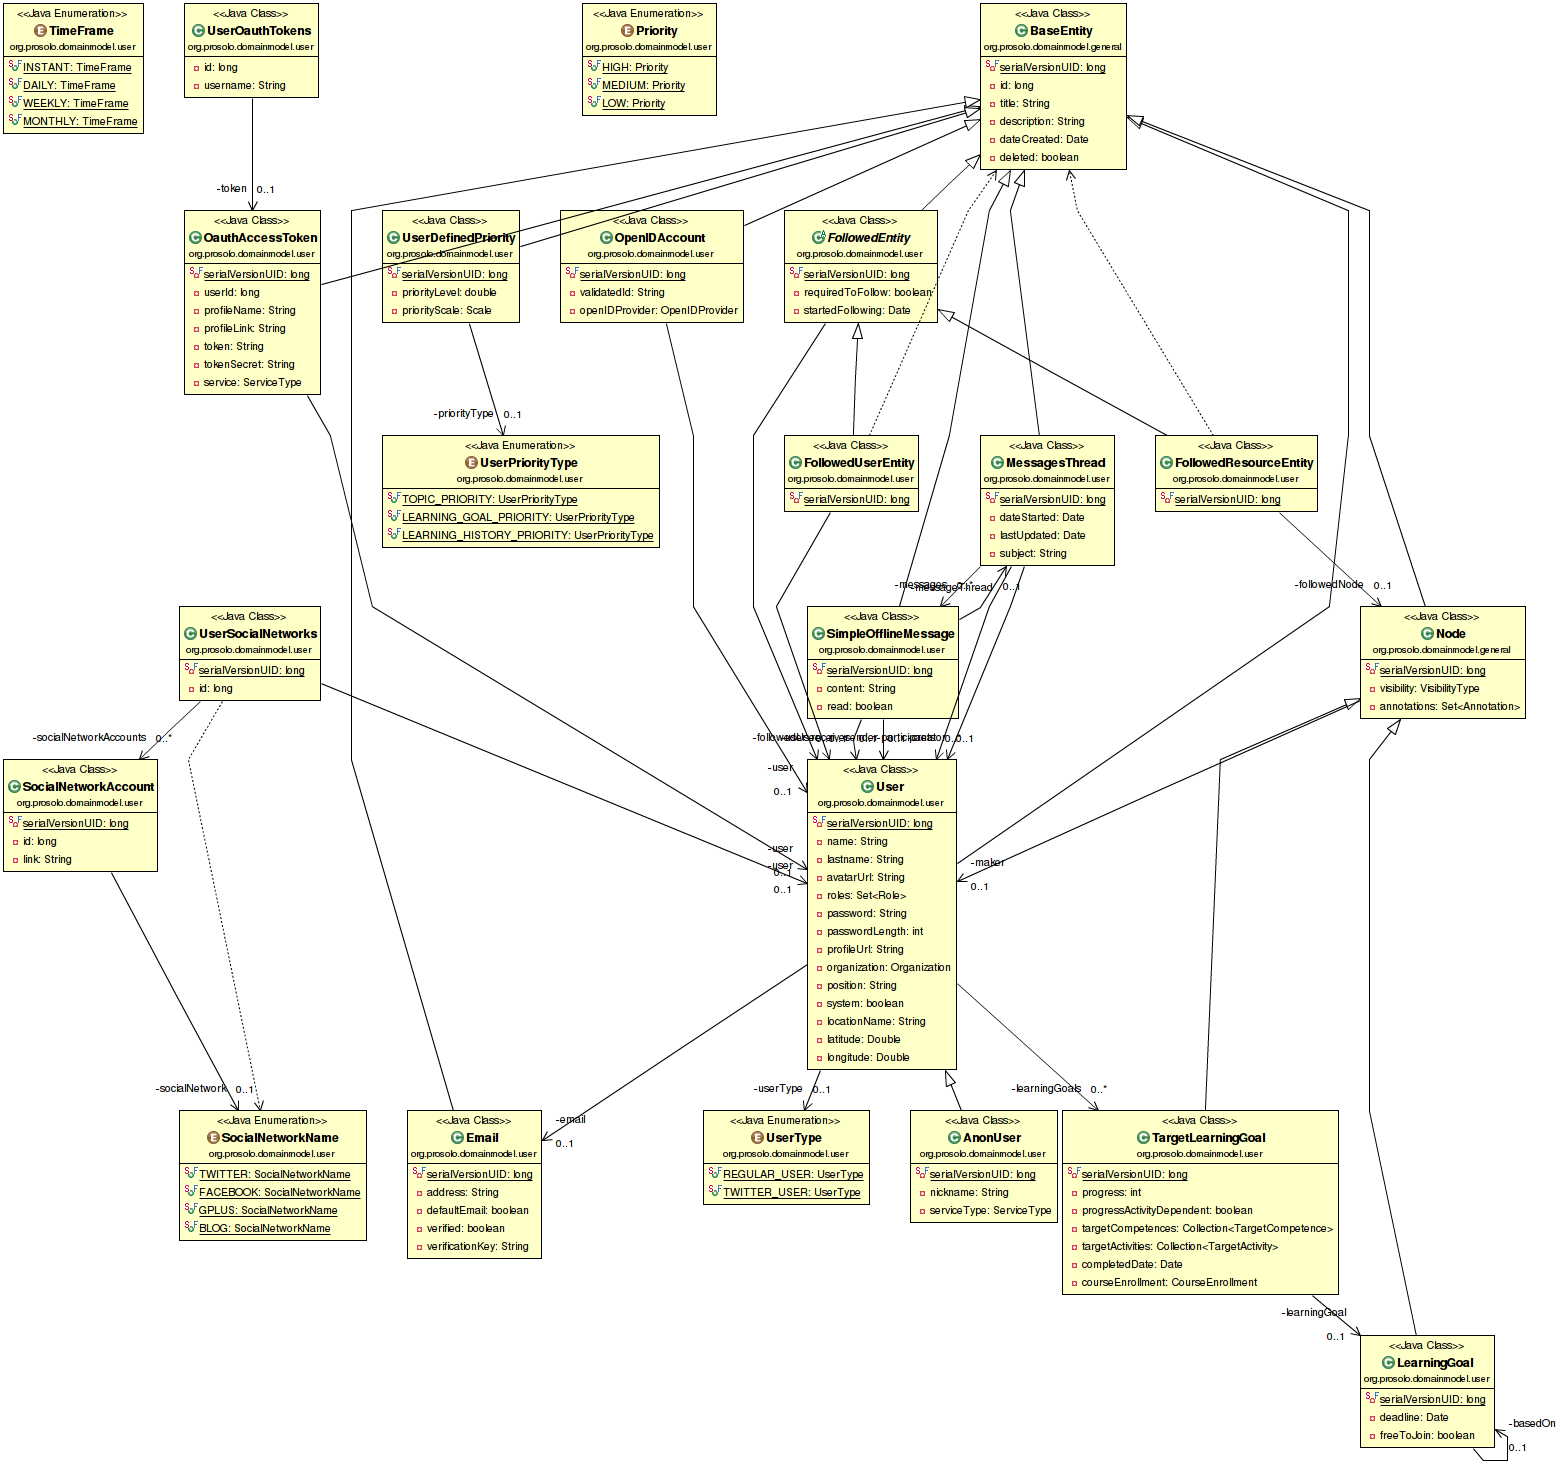 <<Java Enumeration>>
TimeFrame
org.prosolo.domainmodel.user
INSTANT: TimeFrame
DAILY: TimeFrame
WEEKLY: TimeFrame
MONTHLY: TimeFrame
<<Java Class>>
UserOauthTokens
org.prosolo.domainmodel.user
id: long
username: String
<<Java Enumeration>>
Priority
org.prosolo.domainmodel.user
HIGH: Priority
MEDIUM: Priority
LOW: Priority
<<Java Class>>
BaseEntity
org.prosolo.domainmodel.general
serialVersionUID: long
id: long
title: String
description: String
dateCreated: Date
deleted: boolean
-token 0..1
<<Java Class>>
OauthAccessToken
org.prosolo.domainmodel.user
serialVersionUID: long
userId: long
profileName: String
profileLink: String
token: String
tokenSecret: String
service: ServiceType
<<Java Class>>
UserDefinedPriority
org.prosolo.domainmodel.user
serialVersionUID: long
priorityLevel: double
priorityScale: Scale
<<Java Class>>
OpenIDAccount
org.prosolo.domainmodel.user
serialVersionUID: long
validatedId: String
openIDProvider: OpenIDProvider
<<Java Class>>
FollowedEntity
org.prosolo.domainmodel.user
serialVersionUID: long
requiredToFollow: boolean
startedFollowing: Date
-priorityType 0..1
<<Java Enumeration>>
UserPriorityType
org.prosolo.domainmodel.user
TOPIC_PRIORITY: UserPriorityType
LEARNING_GOAL_PRIORITY: UserPriorityType
LEARNING_HISTORY_PRIORITY: UserPriorityType
<<Java Class>>
FollowedUserEntity
org.prosolo.domainmodel.user
serialVersionUID: long
<<Java Class>>
MessagesThread
org.prosolo.domainmodel.user
serialVersionUID: long
dateStarted: Date
lastUpdated: Date
subject: String
<<Java Class>>
FollowedResourceEntity
org.prosolo.domainmodel.user
serialVersionUID: long
-messages 0..*
-messageThread 0..1
-followedNode 0..1
<<Java Class>>
UserSocialNetworks
org.prosolo.domainmodel.user
serialVersionUID: long
id: long
<<Java Class>>
SimpleOfflineMessage
org.prosolo.domainmodel.user
serialVersionUID: long
content: String
read: boolean
<<Java Class>>
Node
org.prosolo.domainmodel.general
serialVersionUID: long
visibility: VisibilityType
annotations: Set<Annotation>
-socialNetworkAccounts 0..*
<<Java Class>>
SocialNetworkAccount
org.prosolo.domainmodel.user
serialVersionUID: long
id: long
link: String
-user
0..1
-user
0..1
-user
0..1
<<Java Class>>
User
org.prosolo.domainmodel.user
serialVersionUID: long
name: String
lastname: String
avatarUrl: String
roles: Set<Role>
password: String
passwordLength: int
profileUrl: String
organization: Organization
position: String
system: boolean
locationName: String
latitude: Double
longitude: Double
-maker
0..1
-socialNetwork 0..1
<<Java Enumeration>>
SocialNetworkName
org.prosolo.domainmodel.user
TWITTER: SocialNetworkName
FACEBOOK: SocialNetworkName
GPLUS: SocialNetworkName
BLOG: SocialNetworkName
<<Java Class>>
Email
org.prosolo.domainmodel.user
serialVersionUID: long
address: String
defaultEmail: boolean
verified: boolean
verificationKey: String
-email
0..1
-userType 0..1
<<Java Enumeration>>
UserType
org.prosolo.domainmodel.user
REGULAR_USER: UserType
TWITTER_USER: UserType
<<Java Class>>
AnonUser
org.prosolo.domainmodel.user
serialVersionUID: long
nickname: String
serviceType: ServiceType
-learningGoals 0..*
<<Java Class>>
TargetLearningGoal
org.prosolo.domainmodel.user
serialVersionUID: long
progress: int
progressActivityDependent: boolean
targetCompetences: Collection<TargetCompetence>
targetActivities: Collection<TargetActivity>
completedDate: Date
courseEnrollment: CourseEnrollment
-learningGoal
0..1
<<Java Class>>
LearningGoal
org.prosolo.domainmodel.user
serialVersionUID: long
deadline: Date
freeToJoin: boolean
-basedOn
0..1